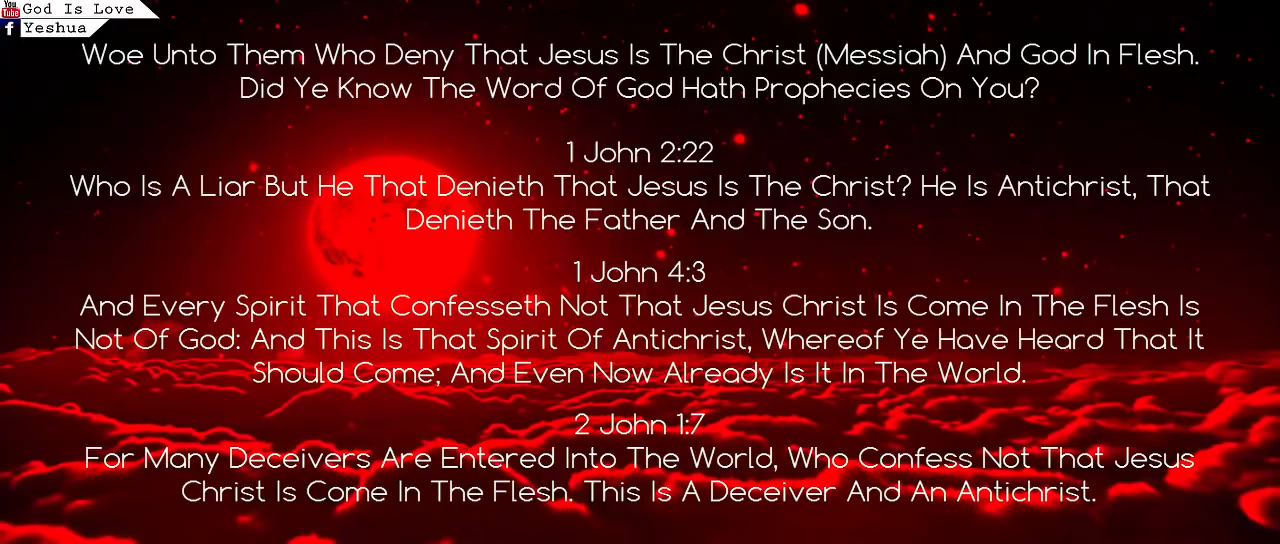 You
Tube
God Is Love
f
Yeshua
Woe Unto Them Who Deny That Jesus Is The Christ (Messiah) And God In Flesh.
Did Ye Know The Word Of God Hath Prophecies On You?
1 John 2:22
Who Is A Liar But He That Denieth That Jesus Is The Christ? He Is Antichrist, That
Denieth The Father And The Son.
1 John 4:3
And Every Spirit That Confesseth Not That Jesus Christ Is Come In The Flesh Is
Not Of God: And This Is That Spirit Of Antichrist, Whereof Ye Have Heard That It
Should Come; And Even Now Already Is It In The World.
2 John 1:7
For Many Deceivers Are Entered Into The World, Who Confess Not That Jesus
Christ Is Come In The Flesh. This Is A Deceiver And An Antichrist.